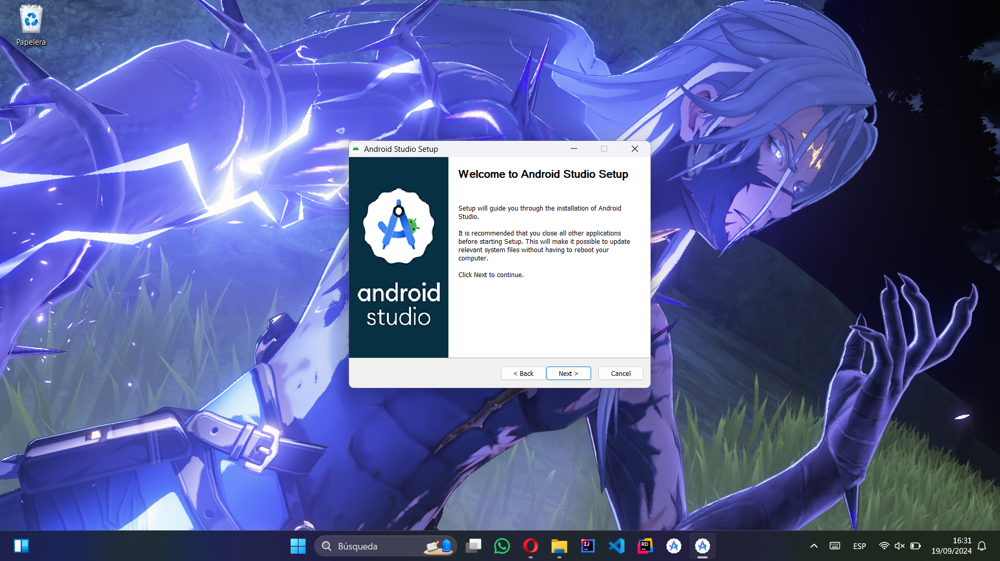 Papelera
Android Studio Setup
Welcome to Android Studio Setup
Setup will guide you through the installation of Android
Studio.
It is recommended that you close all other applications
before starting Setup. This will make it possible to update
relevant system files without having to reboot your
computer.
Click Next to continue.
android
studio
< Back
Next >
Cancel
Búsqueda
IJ
RD
ESP
16:31
19/09/2024